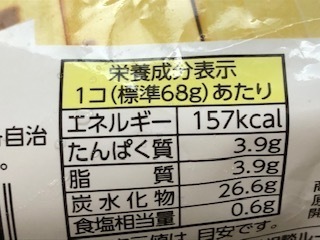 栄養成分表示
1コ(標準68g)あたり
エネルギー 157kcal
たんぱく質 3.9g
脂質 3.9g
炭水化物 26.6g
食塩相当量 0.6g
自治
。
値は、目安です。